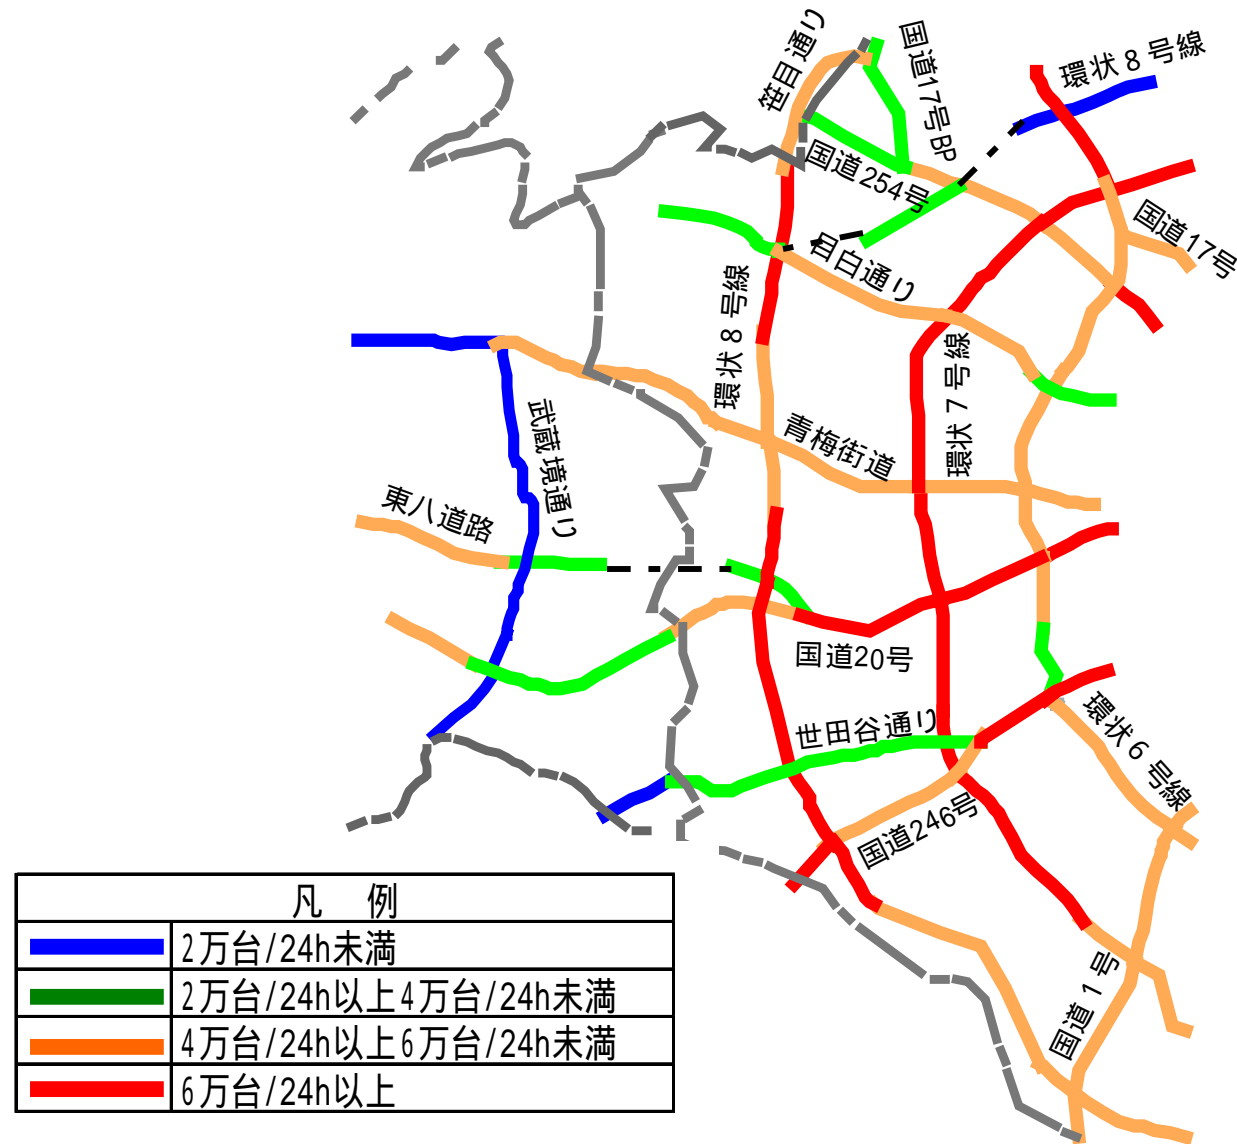 笹目通り
国道17号BP
環状8号線
国道254号
国道17号
目白通り
環状8号線
環状7号線
武蔵境通り
青梅街道
東八道路
国道20号
世田谷通り
環状6号線
国道246号
国道1号
凡 例
2万台/24h未満
2万台/24h以上4万台/24h未満
4万台/24h以上6万台/24h未満
6万台/24h以上